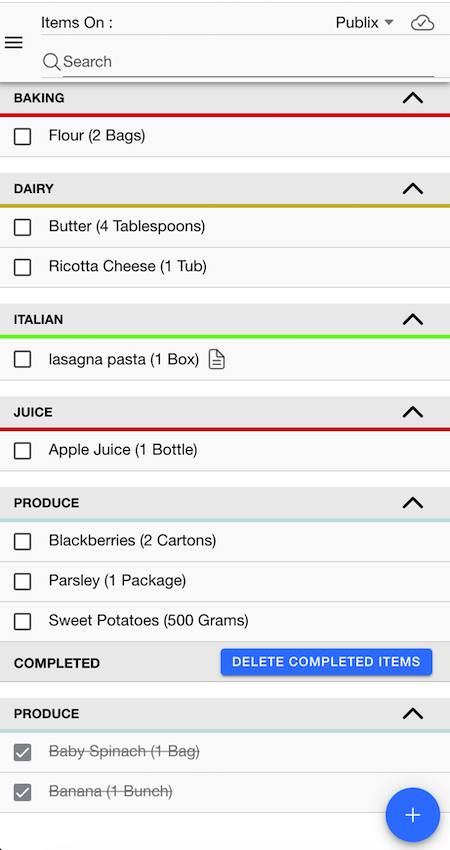 Items On : Publix
Search
BAKING
Flour (2 Bags)
DAIRY
Butter (4 Tablespoons)
Ricotta Cheese (1 Tub)
ITALIAN
lasagna pasta (1 Box)
JUICE
Apple Juice (1 Bottle)
PRODUCE
Blackberries (2 Cartons)
Parsley (1 Package)
Sweet Potatoes (500 Grams)
COMPLETED DELETE COMPLETED ITEMS
PRODUCE
Baby Spinach (1 Bag)
Banana (1 Bunch)